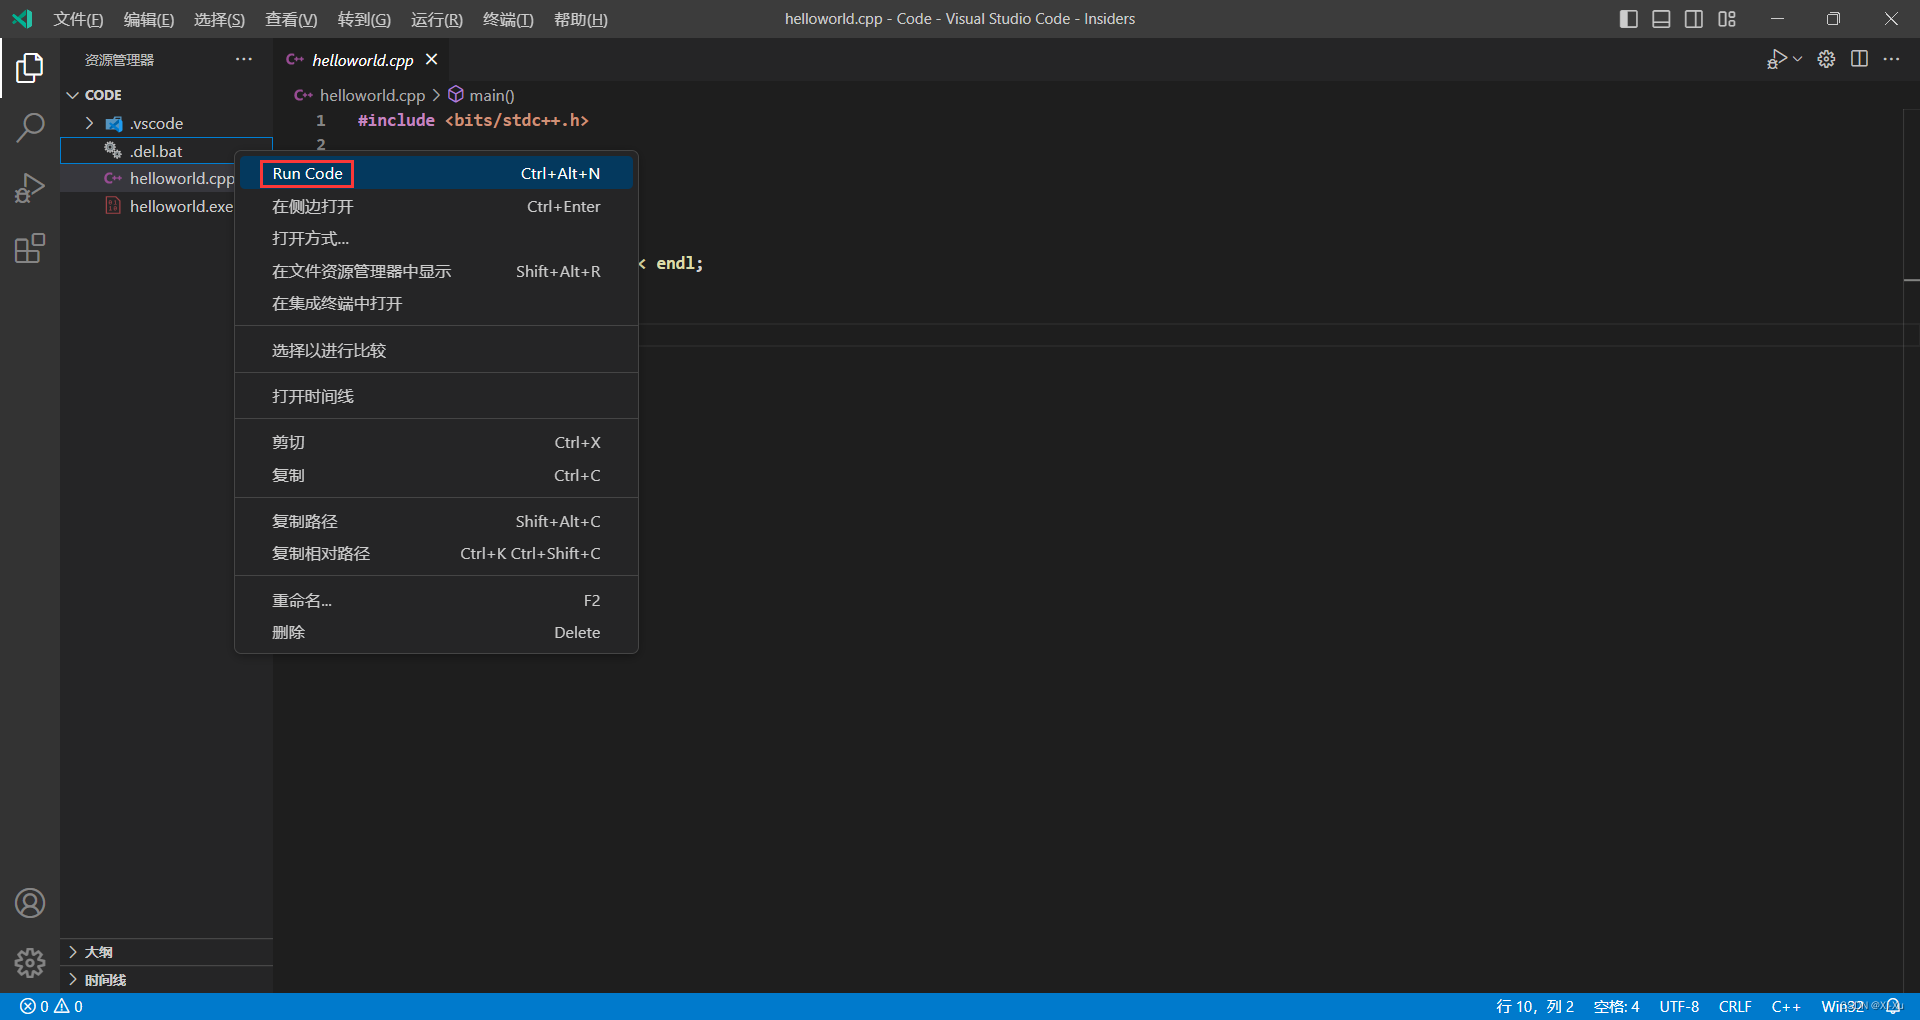 文件(F) 编辑(E) 选择(S) 查看(V) 转到(G) 运行(R) 终端(T) 帮助(H) helloworld.cpp - Code - Visual Studio Code - Insiders
资源管理器 ··· helloworld.cpp
CODE
helloworld.cpp > main()
.vscode
1 #include <bits/stdc++.h>
2
.del.bat
helloworld.cpp
helloworld.exe
Run Code Ctrl+Alt+N
在侧边打开 Ctrl+Enter
打开方式...
< endl;
在文件资源管理器中显示 Shift+Alt+R
在集成终端中打开
选择以进行比较
打开时间线
剪切 Ctrl+X
复制 Ctrl+C
复制路径 Shift+Alt+C
复制相对路径 Ctrl+K Ctrl+Shift+C
重命名... F2
删除 Delete
大纲
时间线
0 0 行 10，列 2 空格: 4 UTF-8 CRLF C++ Win32